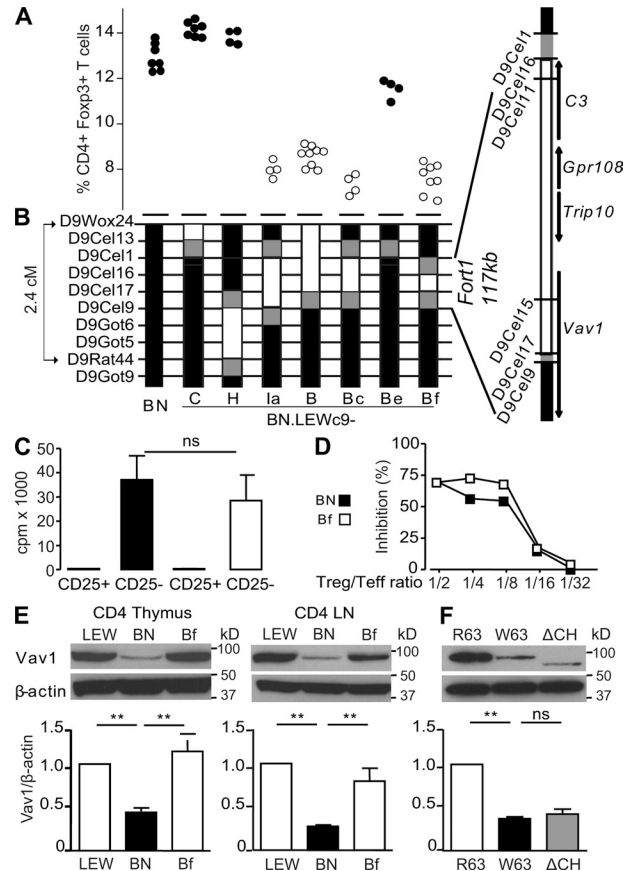 A
% CD4+ Foxp3+ T cells
14
12
10
8
B
2.4 cM
D9Wox24
D9Cel13
D9Cel1
D9Cel16
D9Cel17
D9Cel9
D9Got6
D9Got5
D9Rat44
D9Got9
BN
C H Ia B Bc Be Bf
BN.LEWc9-
Fort1
117kb
D9Cel1
D9Cel16
D9Cel11
C3
Gpr108
Trip10
Vav1
D9Cel15
D9Cel17
D9Cel9
C
cpm x 1000
50
40
30
20
10
0
ns
CD25+ CD25- CD25+ CD25-
BN
Bf
D
Inhibition (%)
100
75
50
25
0
Treg/Teff ratio 1/2 1/4 1/8 1/16 1/32
E
CD4 Thymus
LEW BN Bf kD
Vav1
β-actin
100
50
37
CD4 LN
LEW BN Bf kD
100
50
37
F
R63 W63 ΔCH kD
100
50
37
Vav1/β-actin
1.0
0.5
0
** **
LEW BN Bf
1.0
0.5
0
** **
LEW BN Bf
1.0
0.5
0
** ns
R63 W63 ΔCH